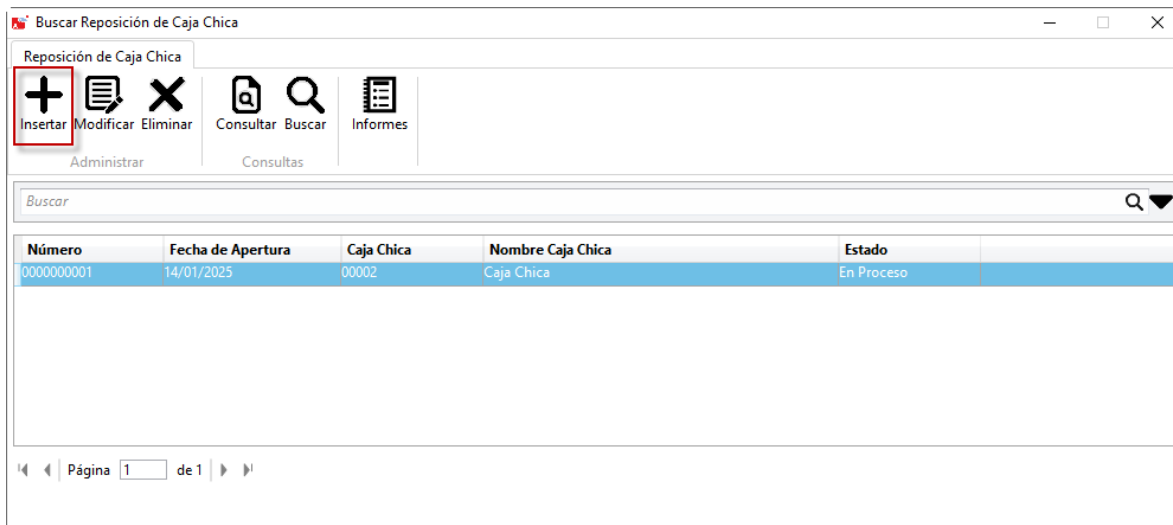 Buscar Reposición de Caja Chica
Reposición de Caja Chica
Insertar Modificar Eliminar Consultar Buscar Informes
Administrar Consultas
Buscar
Número Fecha de Apertura Caja Chica Nombre Caja Chica Estado
0000000001 14/01/2025 00002 Caja Chica En Proceso
Página 1 de 1